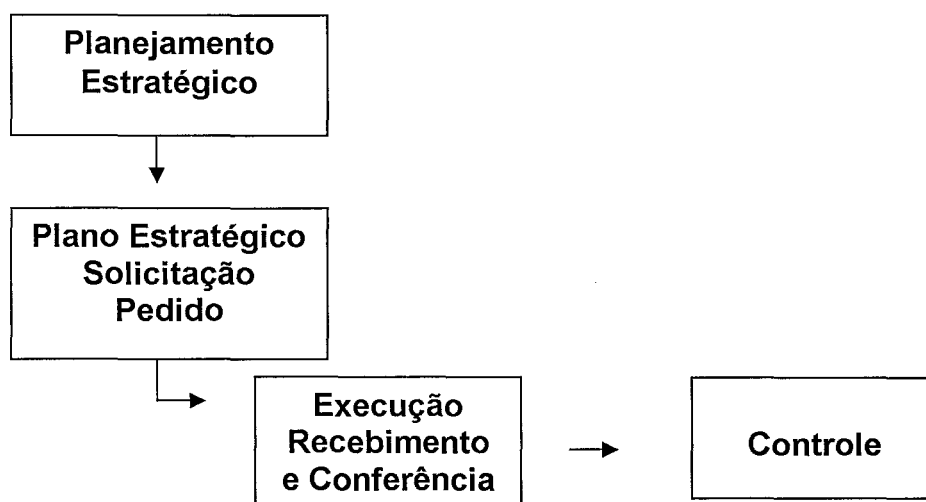 Planejamento
Estratégico
Plano Estratégico
Solicitação
Pedido
Execução
Recebimento
e Conferência
Controle